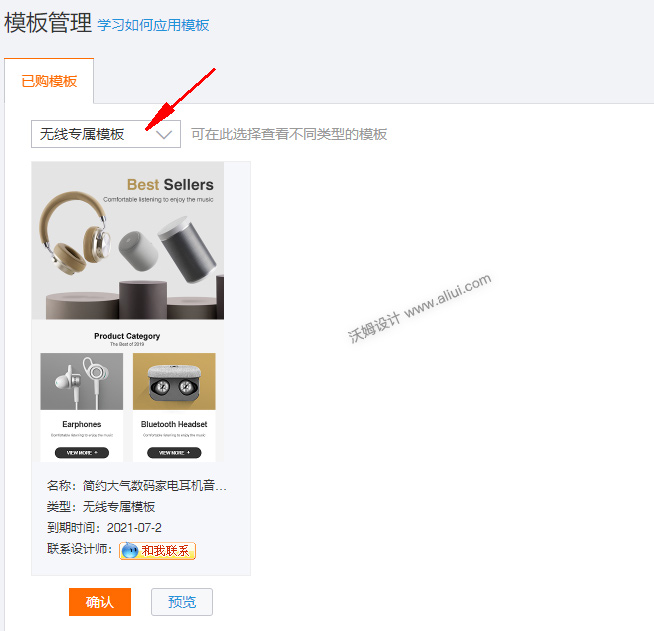 模板管理 学习如何应用模板
已购模板
无线专属模板 可在此选择查看不同类型的模板
Best Sellers
Comfortable listening to enjoy the music
沃姆设计 www.aliui.com
Product Category
The Best of 2019
Earphones Bluetooth Headset
Comfortable listening to enjoy the music Comfortable listening to enjoy the music
VIEW MORE + VIEW MORE +
名称: 简约大气数码家电耳机音...
类型: 无线专属模板
到期时间: 2021-07-2
联系设计师: 和我联系
确认 预览